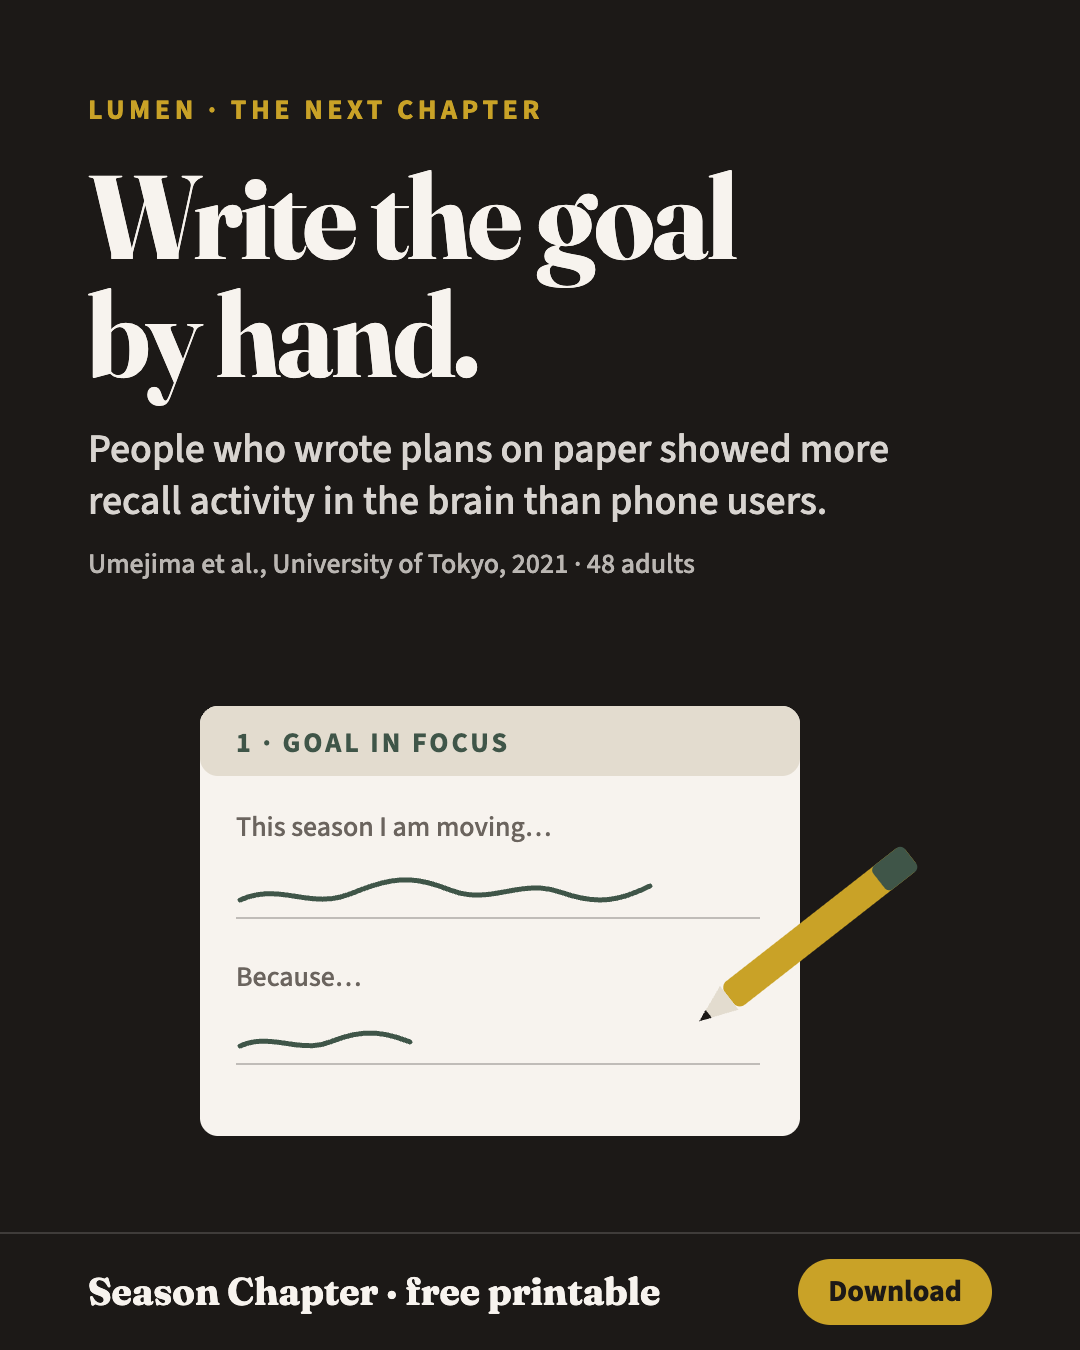 LUMEN · THE NEXT CHAPTER
Write the goal
by hand.
People who wrote plans on paper showed more
recall activity in the brain than phone users.
Umejima et al., University of Tokyo, 2021 · 48 adults
1 · GOAL IN FOCUS
This season I am moving…
Because…
Season Chapter · free printable
Download